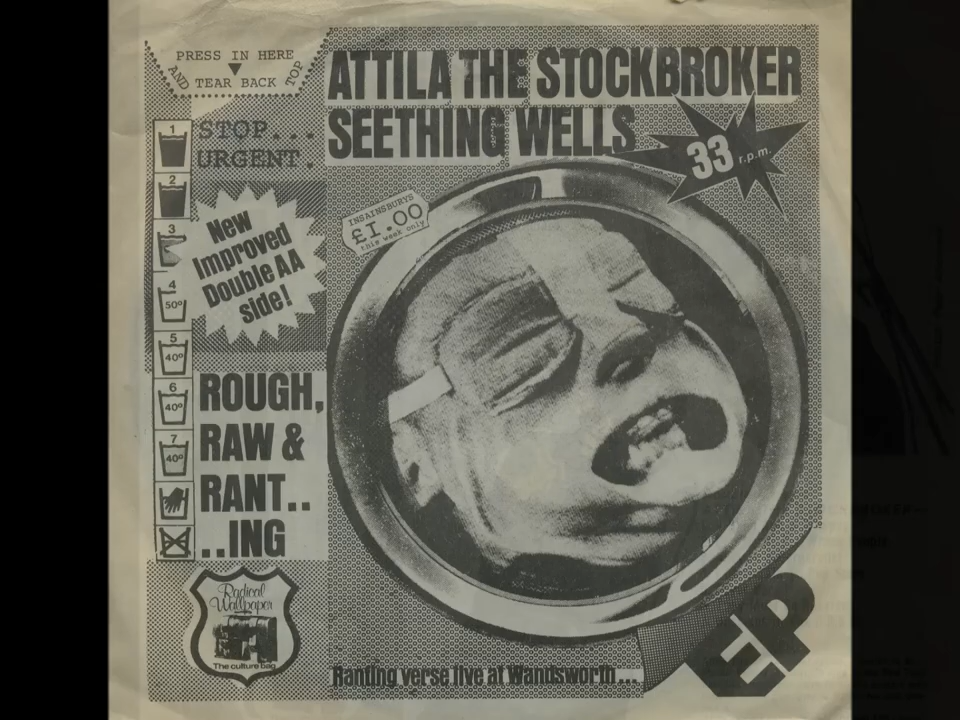 PRESS IN HERE
AND TEAR BACK TOP
ATTILA THE STOCKBROKER
SEETHING WELLS
33 r.p.m.
STOP...
URGENT.
INSAINSBURYS
£1.00
this week only
New
Improved
Double AA
side!
1
2
3
4
50°
5
40°
6
40°
7
40°
ROUGH,
RAW &
RANT..
..ING
Radical
Wallpaper
The culture bag
EP
Ranting verse live at Wandsworth...